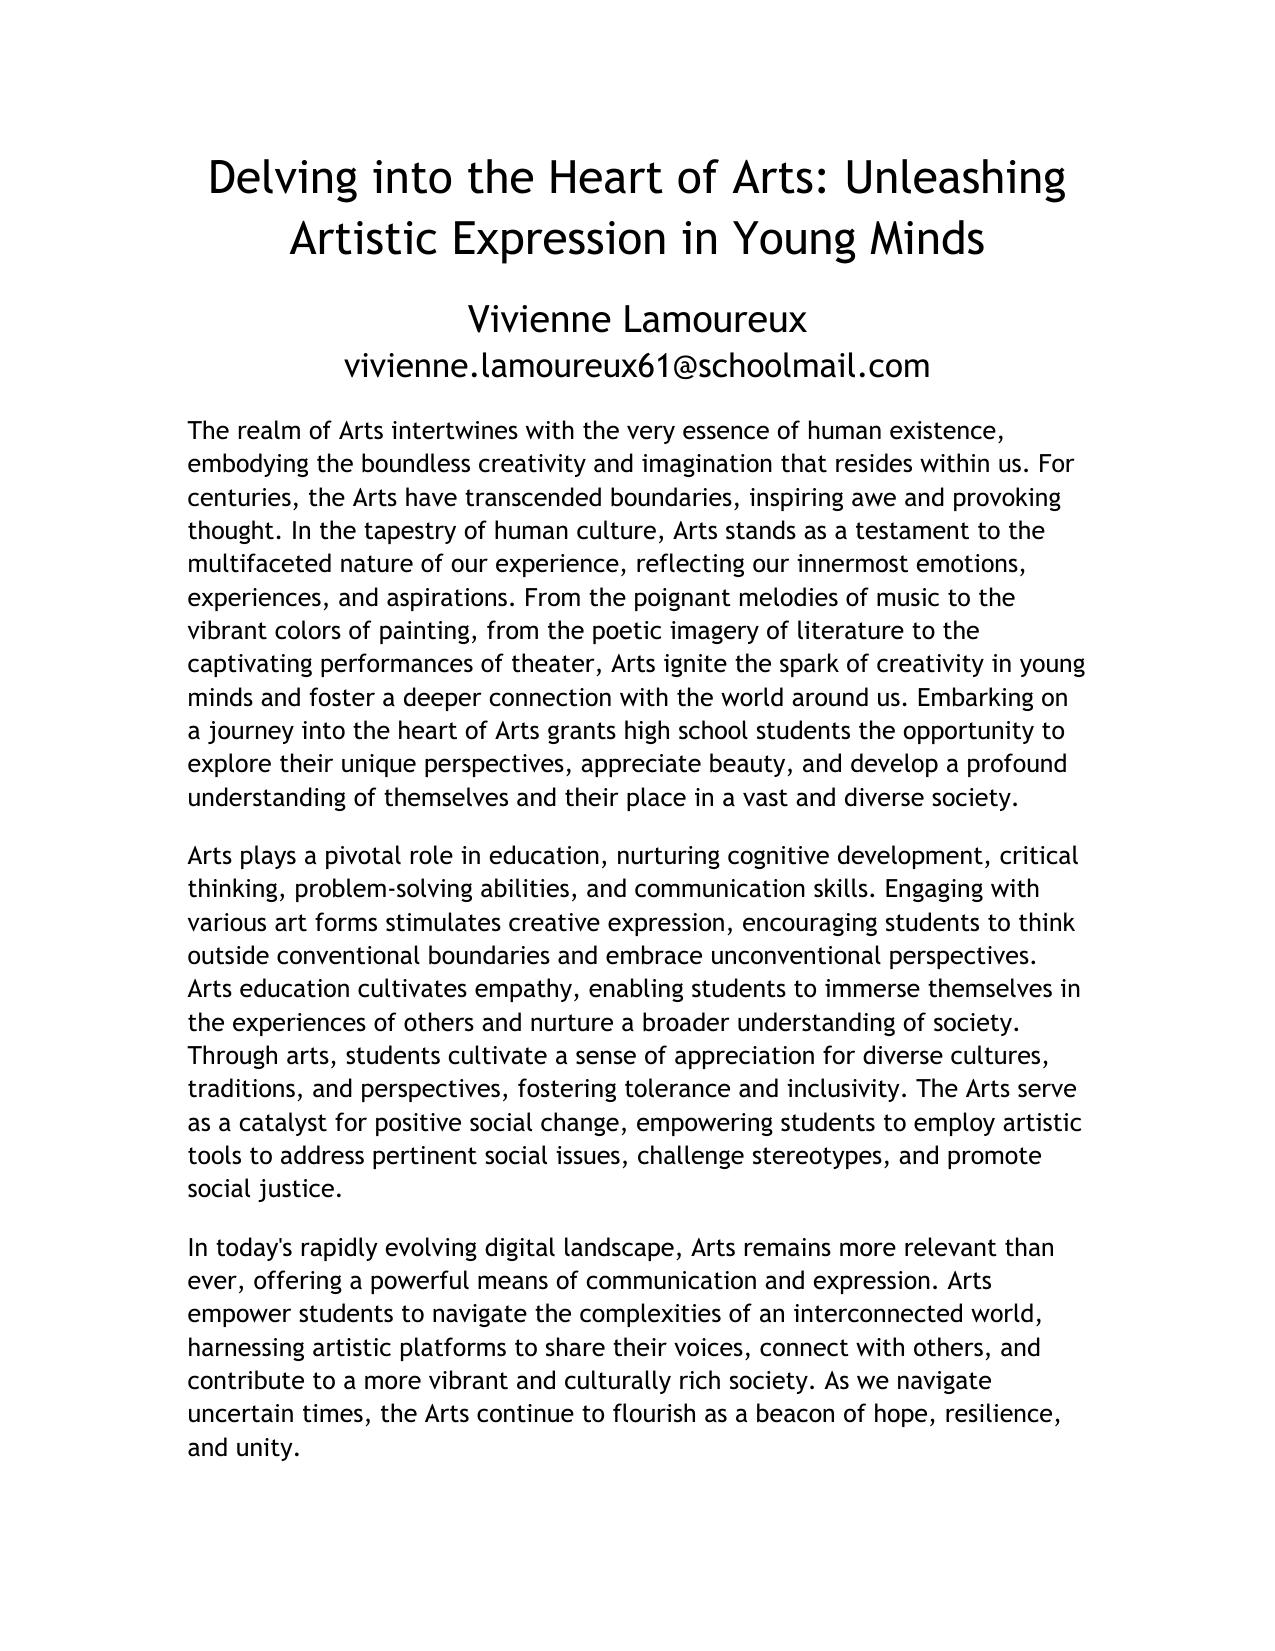 Delving into the Heart of Arts: Unleashing
Artistic Expression in Young Minds
Vivienne Lamoureux
vivienne.lamoureux61@schoolmail.com
The realm of Arts intertwines with the very essence of human existence,
embodying the boundless creativity and imagination that resides within us. For
centuries, the Arts have transcended boundaries, inspiring awe and provoking
thought. In the tapestry of human culture, Arts stands as a testament to the
multifaceted nature of our experience, reflecting our innermost emotions,
experiences, and aspirations. From the poignant melodies of music to the
vibrant colors of painting, from the poetic imagery of literature to the
captivating performances of theater, Arts ignite the spark of creativity in young
minds and foster a deeper connection with the world around us. Embarking on
a journey into the heart of Arts grants high school students the opportunity to
explore their unique perspectives, appreciate beauty, and develop a profound
understanding of themselves and their place in a vast and diverse society.
Arts plays a pivotal role in education, nurturing cognitive development, critical
thinking, problem-solving abilities, and communication skills. Engaging with
various art forms stimulates creative expression, encouraging students to think
outside conventional boundaries and embrace unconventional perspectives.
Arts education cultivates empathy, enabling students to immerse themselves in
the experiences of others and nurture a broader understanding of society.
Through arts, students cultivate a sense of appreciation for diverse cultures,
traditions, and perspectives, fostering tolerance and inclusivity. The Arts serve
as a catalyst for positive social change, empowering students to employ artistic
tools to address pertinent social issues, challenge stereotypes, and promote
social justice.
In today's rapidly evolving digital landscape, Arts remains more relevant than
ever, offering a powerful means of communication and expression. Arts
empower students to navigate the complexities of an interconnected world,
harnessing artistic platforms to share their voices, connect with others, and
contribute to a more vibrant and culturally rich society. As we navigate
uncertain times, the Arts continue to flourish as a beacon of hope, resilience,
and unity.